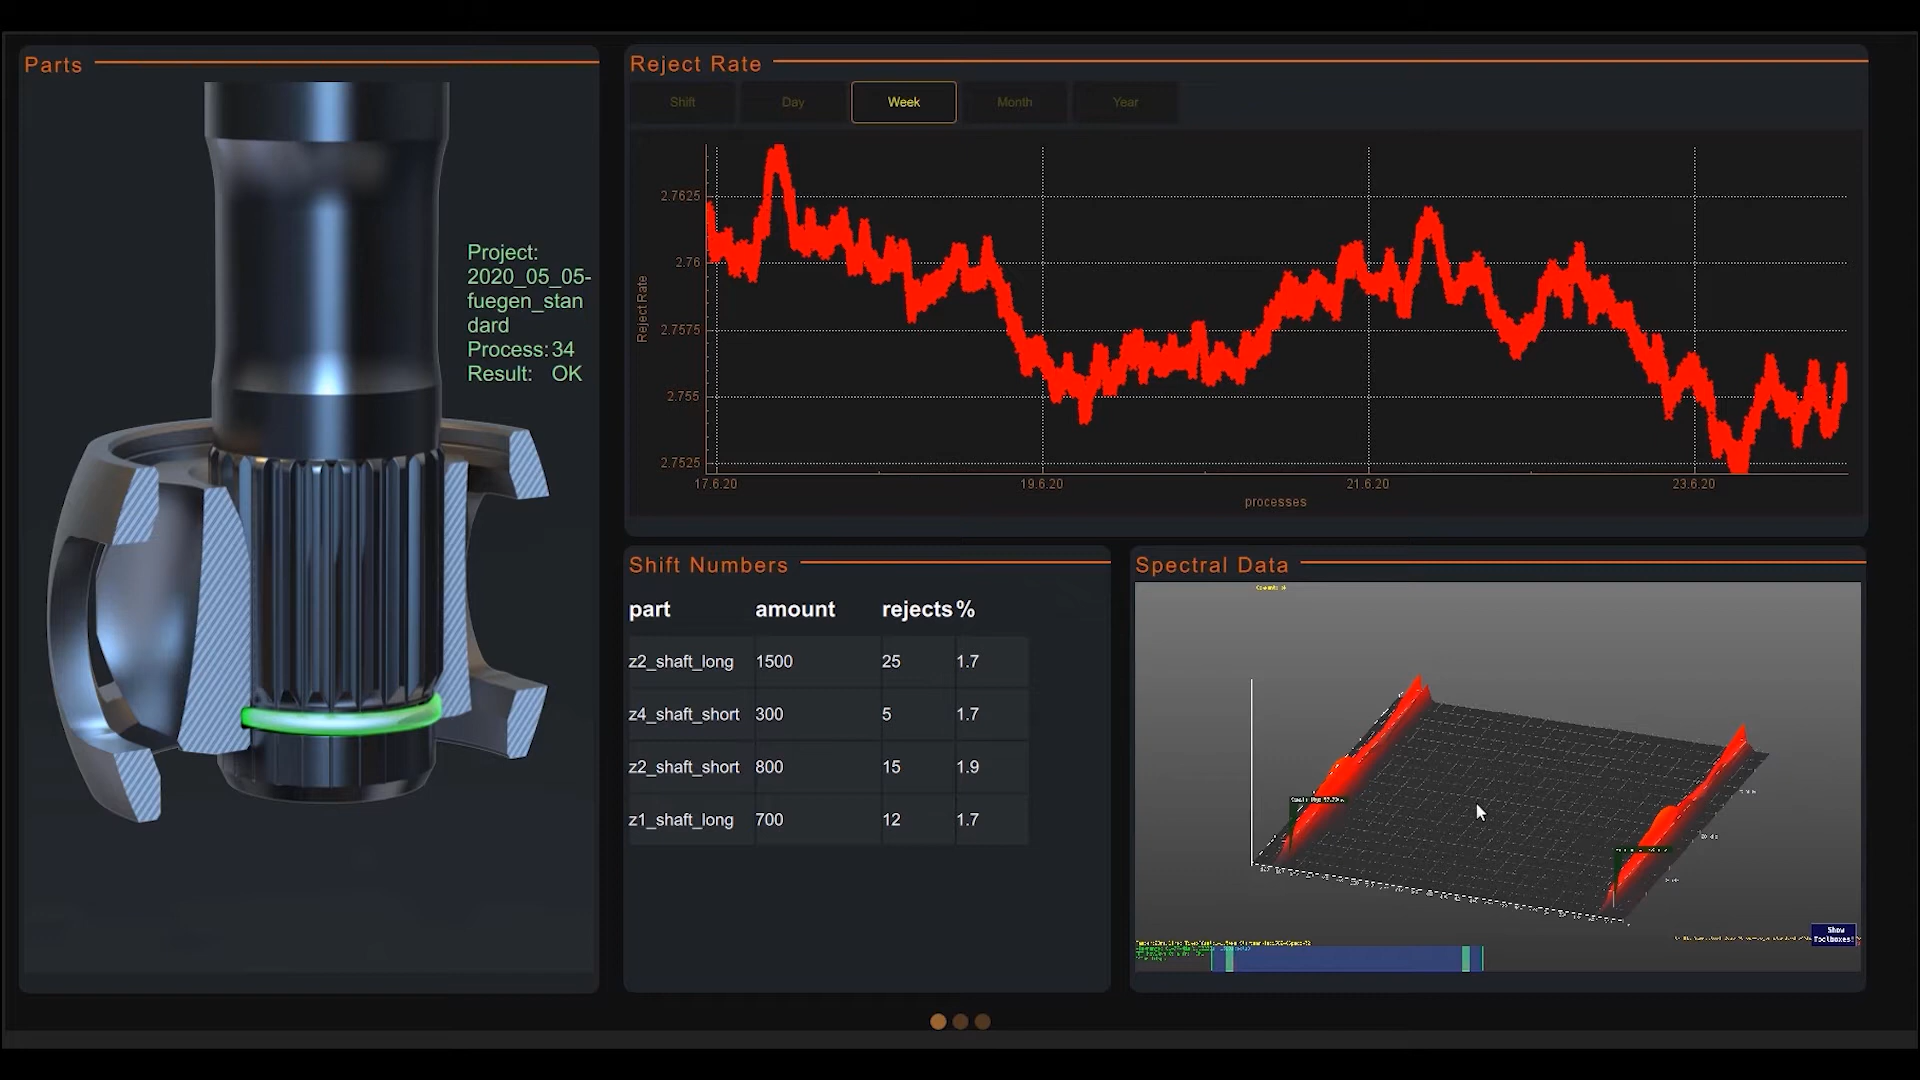 Parts
Project:
2020_05_05-
fuegen_stan
dard
Process: 34
Result: OK
Reject Rate
Shift Day Week Month Year
Reject Rate
2.7625
2.76
2.7575
2.755
2.7525
17.6.20 19.6.20 21.6.20 23.6.20
processes
Shift Numbers
part amount rejects %
z2_shaft_long 1500 25 1.7
z4_shaft_short 300 5 1.7
z2_shaft_short 800 15 1.9
z1_shaft_long 700 12 1.7
Spectral Data
Show
Toolboxes!